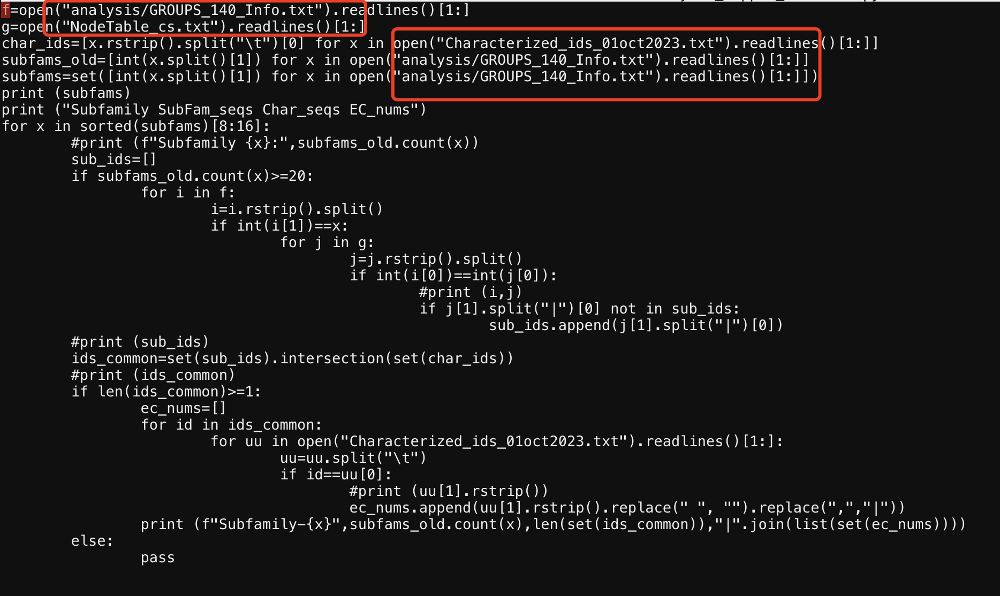 f=open("analysis/GROUPS_140_Info.txt").readlines()[1:]
g=open("NodeTable_cs.txt").readlines()[1:]
char_ids=[x.rstrip().split("\t")[0] for x in open("Characterized_ids_01oct2023.txt").readlines()[1:]]
subfams_old=[int(x.split()[1]) for x in open("analysis/GROUPS_140_Info.txt").readlines()[1:]]
subfams=set([int(x.split()[1]) for x in open("analysis/GROUPS_140_Info.txt").readlines()[1:]])
print (subfams)
print ("Subfamily SubFam_seqs Char_seqs EC_nums")
for x in sorted(subfams)[8:16]:
        #print (f"Subfamily {x}:",subfams_old.count(x))
        sub_ids=[]
        if subfams_old.count(x)>=20:
                for i in f:
                        i=i.rstrip().split()
                        if int(i[1])==x:
                                for j in g:
                                        j=j.rstrip().split()
                                        if int(i[0])==int(j[0]):
                                                #print (i,j)
                                                if j[1].split("|")[0] not in sub_ids:
                                                        sub_ids.append(j[1].split("|")[0])
        #print (sub_ids)
        ids_common=set(sub_ids).intersection(set(char_ids))
        #print (ids_common)
        if len(ids_common)>=1:
                ec_nums=[]
                for id in ids_common:
                        for uu in open("Characterized_ids_01oct2023.txt").readlines()[1:]:
                                uu=uu.split("\t")
                                if id==uu[0]:
                                        #print (uu[1].rstrip())
                                        ec_nums.append(uu[1].rstrip().replace(" ", "").replace(",","|"))
                print (f"Subfamily-{x}",subfams_old.count(x),len(set(ids_common)),"|".join(list(set(ec_nums))))
        else:
                pass